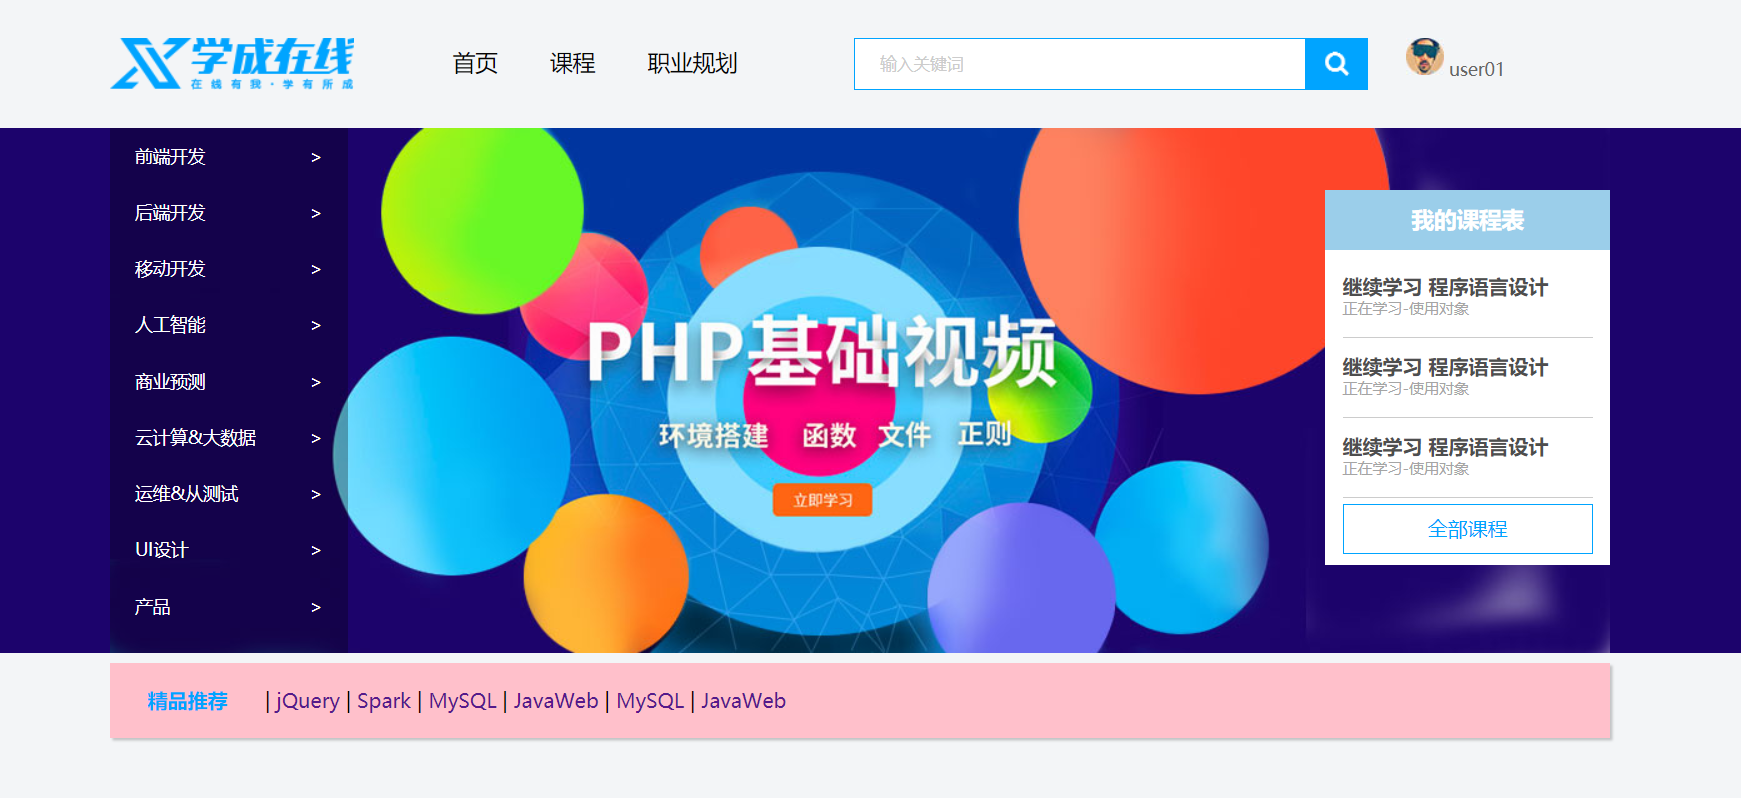 学成在线
在线有我·学有所成
首页 课程 职业规划
输入关键词
user01
前端开发 >
后端开发 >
移动开发 >
人工智能 >
商业预测 >
云计算&大数据 >
运维&从测试 >
UI设计 >
产品 >
PHP基础视频
环境搭建 函数 文件 正则
立即学习
我的课程表
继续学习 程序语言设计
正在学习-使用对象
继续学习 程序语言设计
正在学习-使用对象
继续学习 程序语言设计
正在学习-使用对象
全部课程
精品推荐 | jQuery | Spark | MySQL | JavaWeb | MySQL | JavaWeb